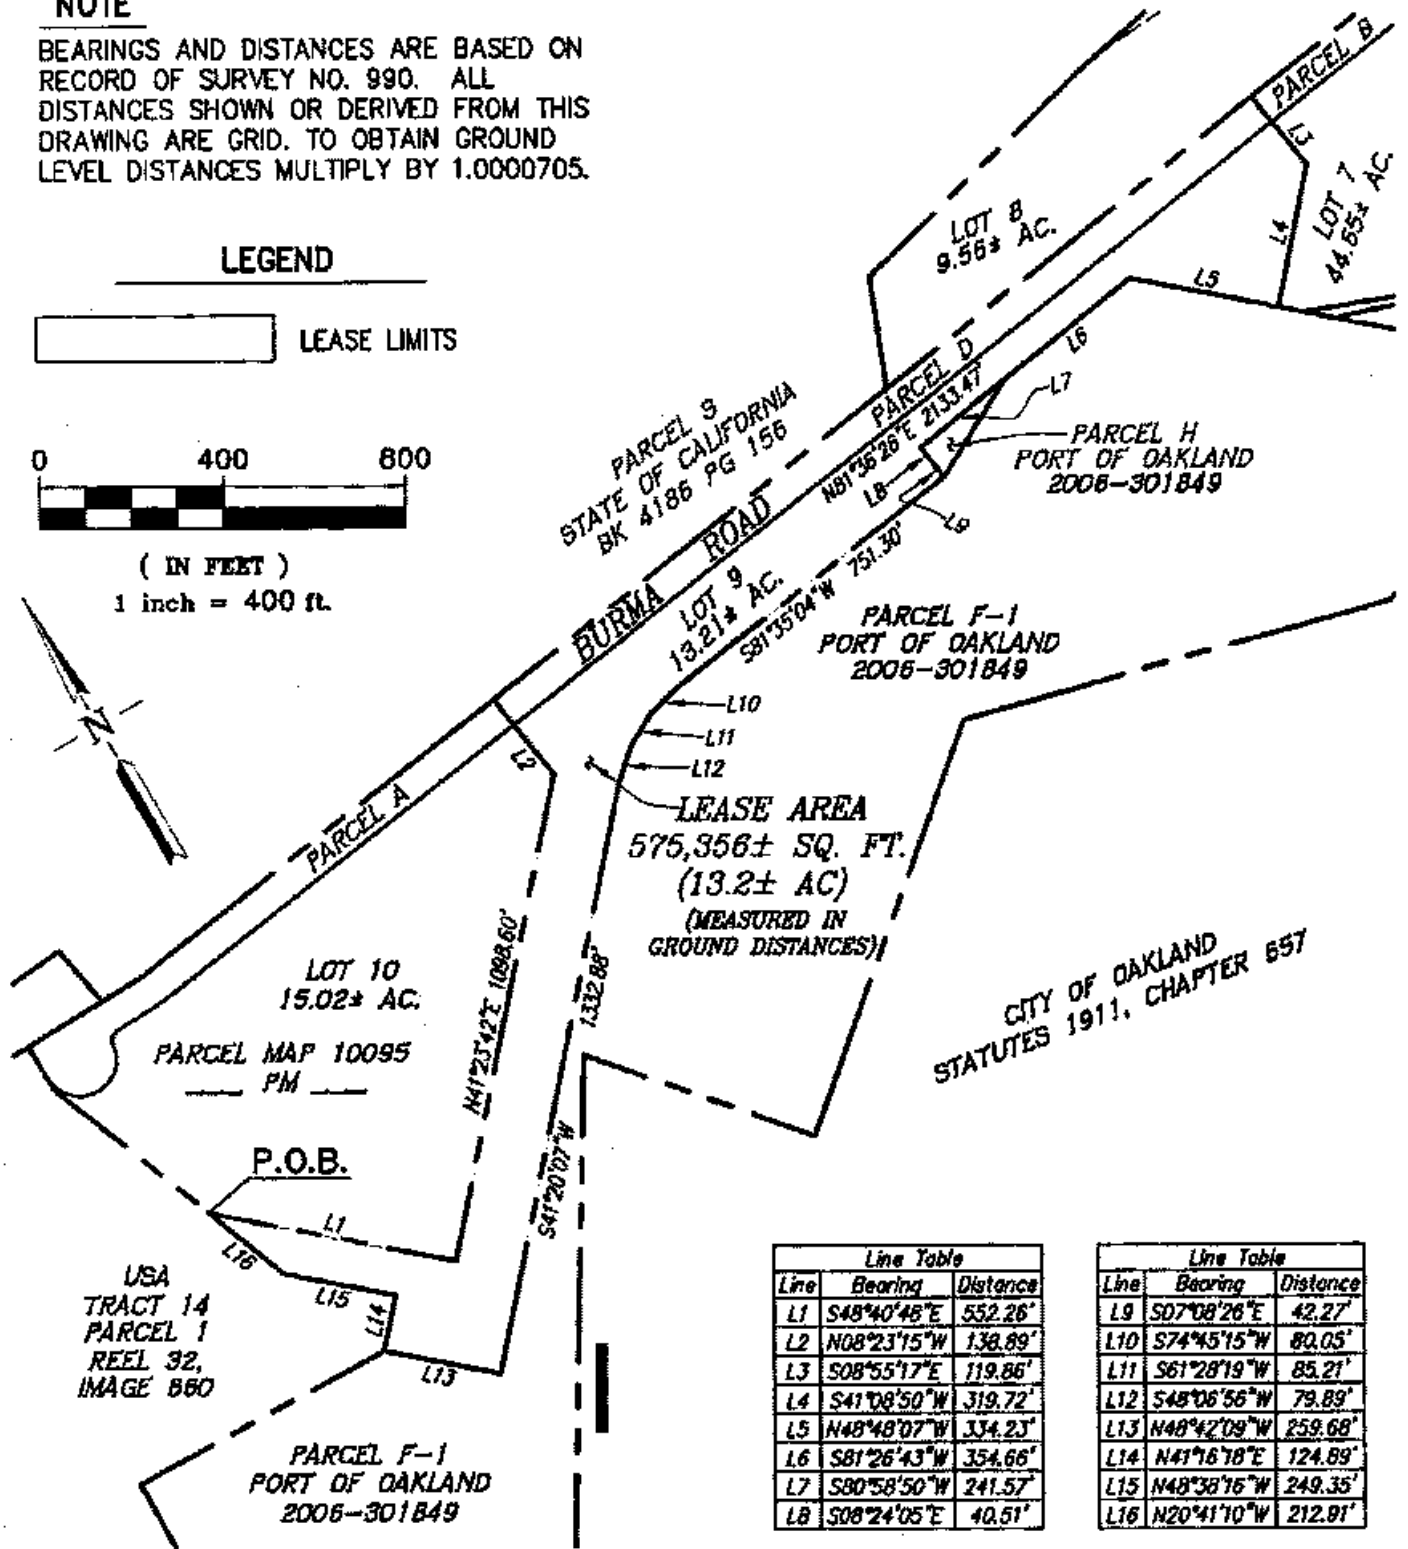 NOTE
BEARINGS AND DISTANCES ARE BASED ON
RECORD OF SURVEY NO. 990. ALL
DISTANCES SHOWN OR DERIVED FROM THIS
DRAWING ARE GRID. TO OBTAIN GROUND
LEVEL DISTANCES MULTIPLY BY 1.0000705.
LEGEND
LEASE LIMITS
0 400 800
( IN FEET )
1 inch = 400 ft.
N
PARCEL B
L3
LOT 7
44.65± AC.
L4
L5
LOT 8
9.56± AC.
L6
PARCEL D
N81°36'26"E 2133.47'
L7
PARCEL H
PORT OF OAKLAND
2006-301849
L8
L9
PARCEL 9
STATE OF CALIFORNIA
BK 4186 PG 156
BURMA ROAD
LOT 9
13.21± AC.
S81°35'04"W 751.30'
PARCEL F-1
PORT OF OAKLAND
2006-301849
L10
L11
L12
L2
PARCEL A
LEASE AREA
575,356± SQ. FT.
(13.2± AC)
(MEASURED IN
GROUND DISTANCES)
N41°23'42"E 1098.60'
1332.88'
S41°20'07"W
LOT 10
15.02± AC.
PARCEL MAP 10095
PM
CITY OF OAKLAND
STATUTES 1911, CHAPTER 657
P.O.B.
L1
L16
L15
L14
L13
USA
TRACT 14
PARCEL 1
REEL 32,
IMAGE 860
PARCEL F-1
PORT OF OAKLAND
2006-301849
Line Table
Line Bearing Distance
L1 S48°40'46"E 552.26'
L2 N08°23'15"W 138.89'
L3 S08°55'17"E 119.86'
L4 S41°08'50"W 319.72'
L5 N48°48'07"W 334.23'
L6 S81°26'43"W 354.66'
L7 S80°58'50"W 241.57'
L8 S08°24'05"E 40.51'
Line Table
Line Bearing Distance
L9 S07°08'26"E 42.27'
L10 S74°45'15"W 80.05'
L11 S61°28'19"W 85.21'
L12 S48°06'56"W 79.89'
L13 N48°42'09"W 259.68'
L14 N41°16'18"E 124.89'
L15 N48°38'16"W 249.35'
L16 N20°41'10"W 212.91'